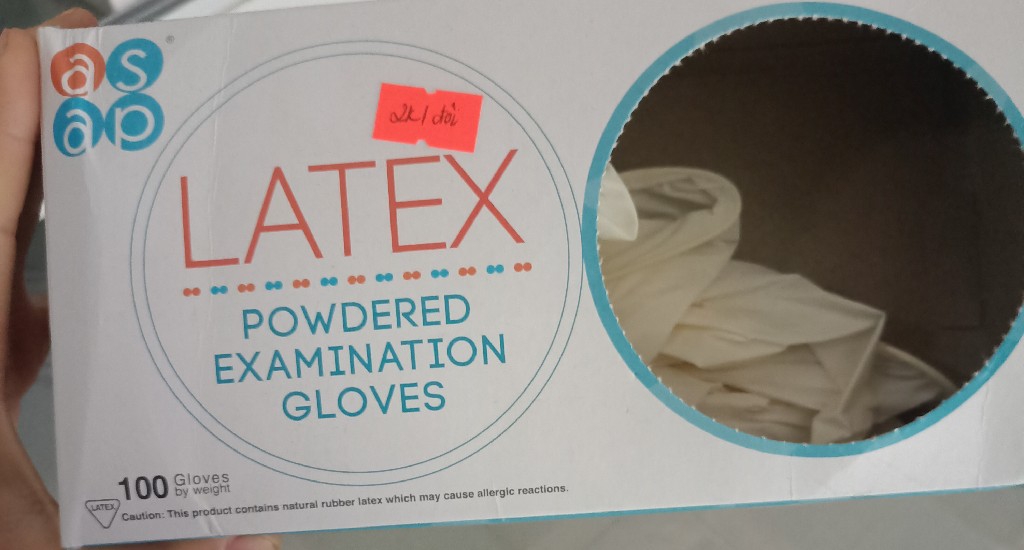 as
ap
®
2k/đôi
LATEX
POWDERED
EXAMINATION
GLOVES
100 Gloves
by weight
LATEX
Caution: This product contains natural rubber latex which may cause allergic reactions.